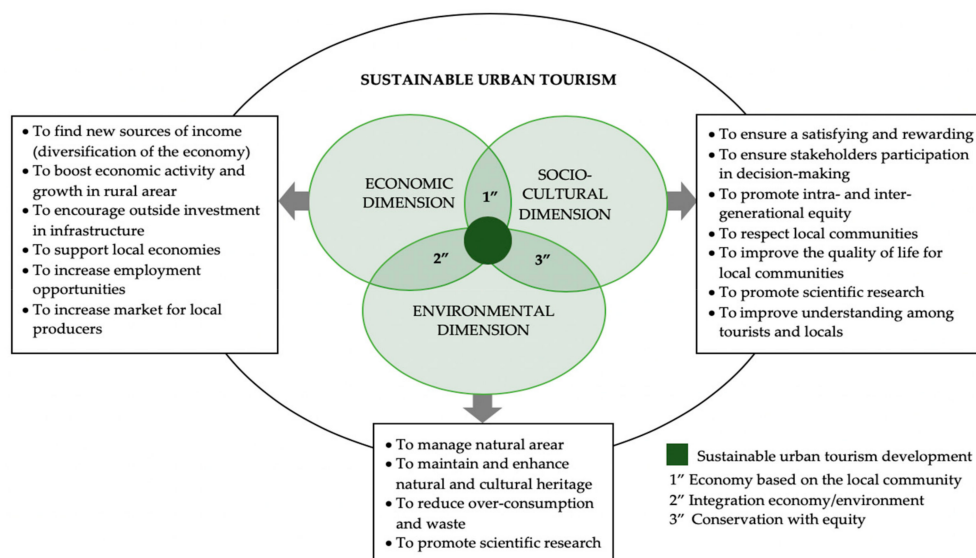 SUSTAINABLE URBAN TOURISM
• To find new sources of income
(diversification of the economy)
• To boost economic activity and
growth in rural arear
• To encourage outside investment
in infrastructure
• To support local economies
• To increase employment
opportunities
• To increase market for local
producers
ECONOMIC
DIMENSION
1″
SOCIO-
CULTURAL
DIMENSION
2″
3″
ENVIRONMENTAL
DIMENSION
• To ensure a satisfying and rewarding
• To ensure stakeholders participation
in decision-making
• To promote intra- and inter-
generational equity
• To respect local communities
• To improve the quality of life for
local communities
• To promote scientific research
• To improve understanding among
tourists and locals
• To manage natural arear
• To maintain and enhance
natural and cultural heritage
• To reduce over-consumption
and waste
• To promote scientific research
Sustainable urban tourism development
1″ Economy based on the local community
2″ Integration economy/environment
3″ Conservation with equity